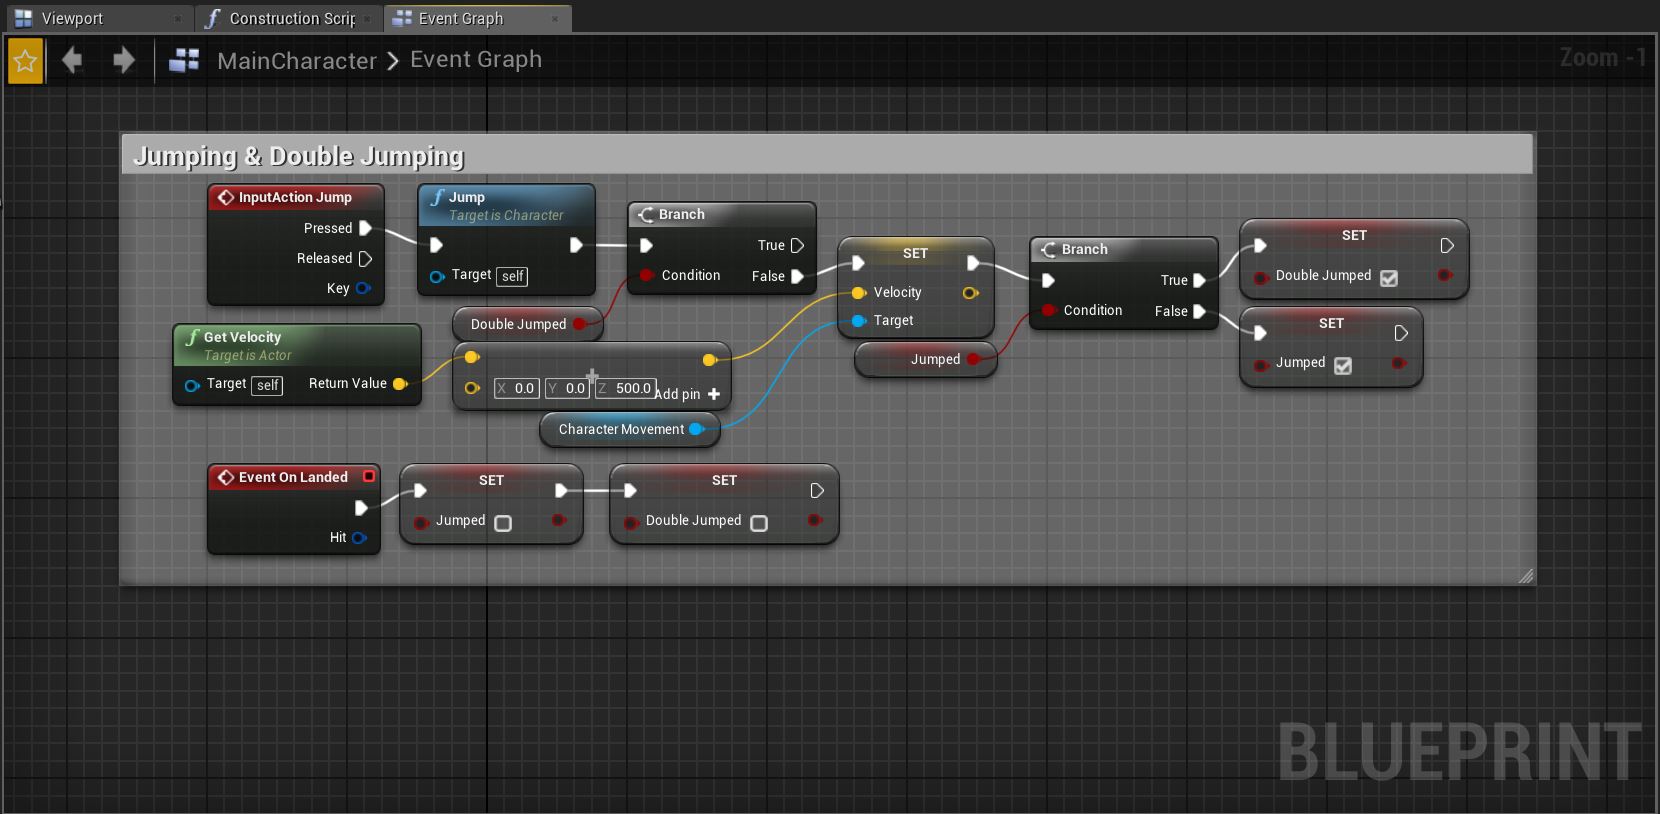 Viewport
Construction Scrip
Event Graph
MainCharacter > Event Graph
Zoom -1
Jumping & Double Jumping
InputAction Jump
Pressed
Released
Key
Jump
Target is Character
Target self
Branch
True
Condition
False
Double Jumped
Get Velocity
Target is Actor
Target self
Return Value
X 0.0 Y 0.0 Z 500.0
Add pin +
Character Movement
SET
Velocity
Target
Jumped
Branch
True
Condition
False
SET
Double Jumped
SET
Jumped
Event On Landed
Hit
SET
Jumped
SET
Double Jumped
BLUEPRINT